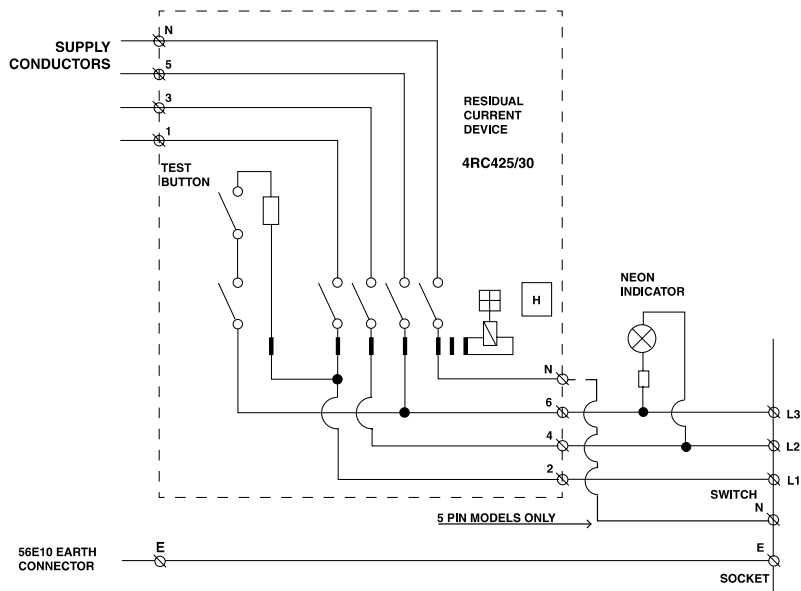 N
SUPPLY
CONDUCTORS
5
3
1
RESIDUAL
CURRENT
DEVICE
4RC425/30
TEST
BUTTON
H
NEON
INDICATOR
N
6
L3
4
L2
2
L1
SWITCH
N
5 PIN MODELS ONLY
56E10 EARTH
CONNECTOR
E
E
SOCKET